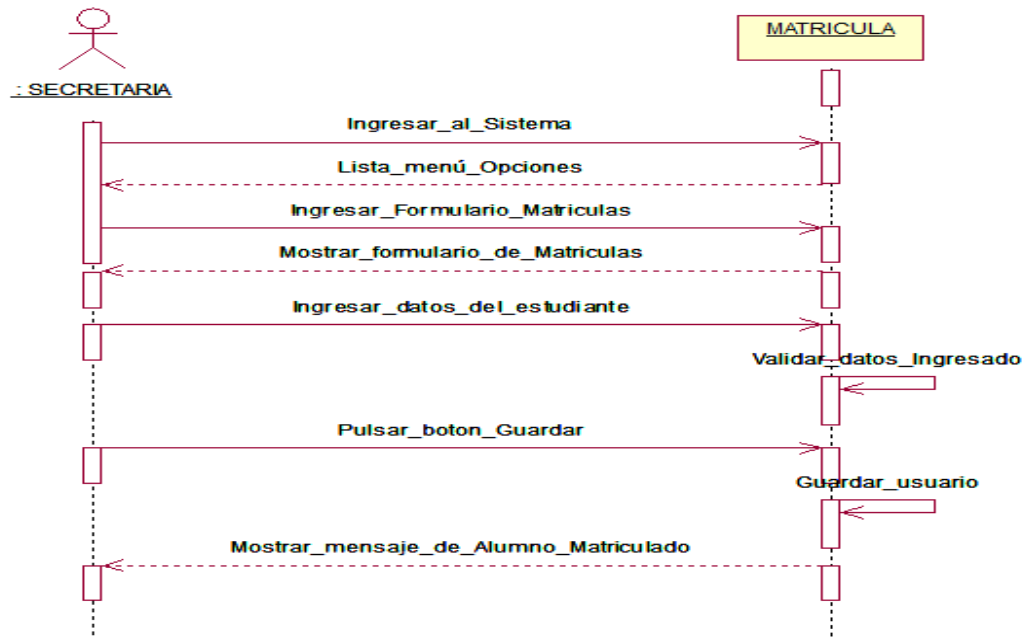 MATRICULA
: SECRETARIA
Ingresar_al_Sistema
Lista_menú_Opciones
Ingresar_Formulario_Matriculas
Mostrar_formulario_de_Matriculas
Ingresar_datos_del_estudiante
Validar_datos_Ingresado
Pulsar_boton_Guardar
Guardar_usuario
Mostrar_mensaje_de_Alumno_Matriculado